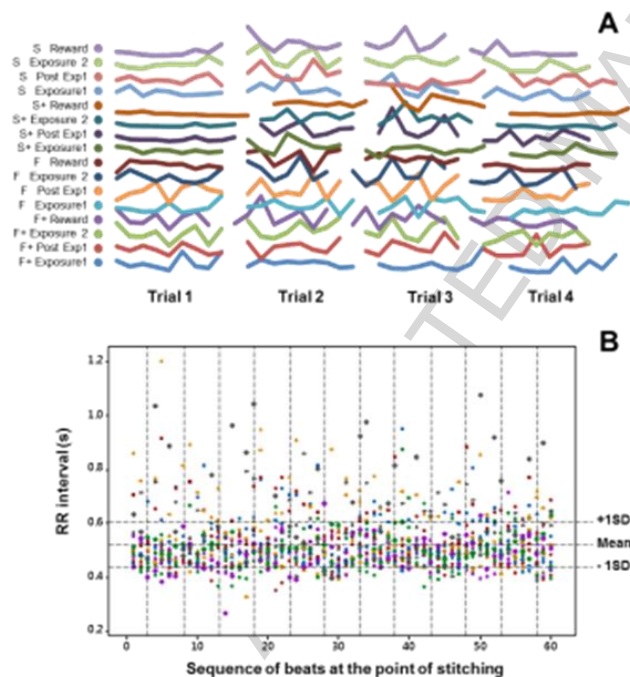 A
S Reward
S Exposure 2
S Post Exp1
S Exposure1
S+ Reward
S+ Exposure 2
S+ Post Exp1
S+ Exposure1
F Reward
F Exposure 2
F Post Exp1
F Exposure1
F+ Reward
F+ Exposure 2
F+ Post Exp1
F+ Exposure1
Trial 1 Trial 2 Trial 3 Trial 4
B
RR interval (s)
1.2
1.0
0.8
0.6
0.4
0.2
+1SD
Mean
-1SD
0 10 20 30 40 50 60
Sequence of beats at the point of stitching